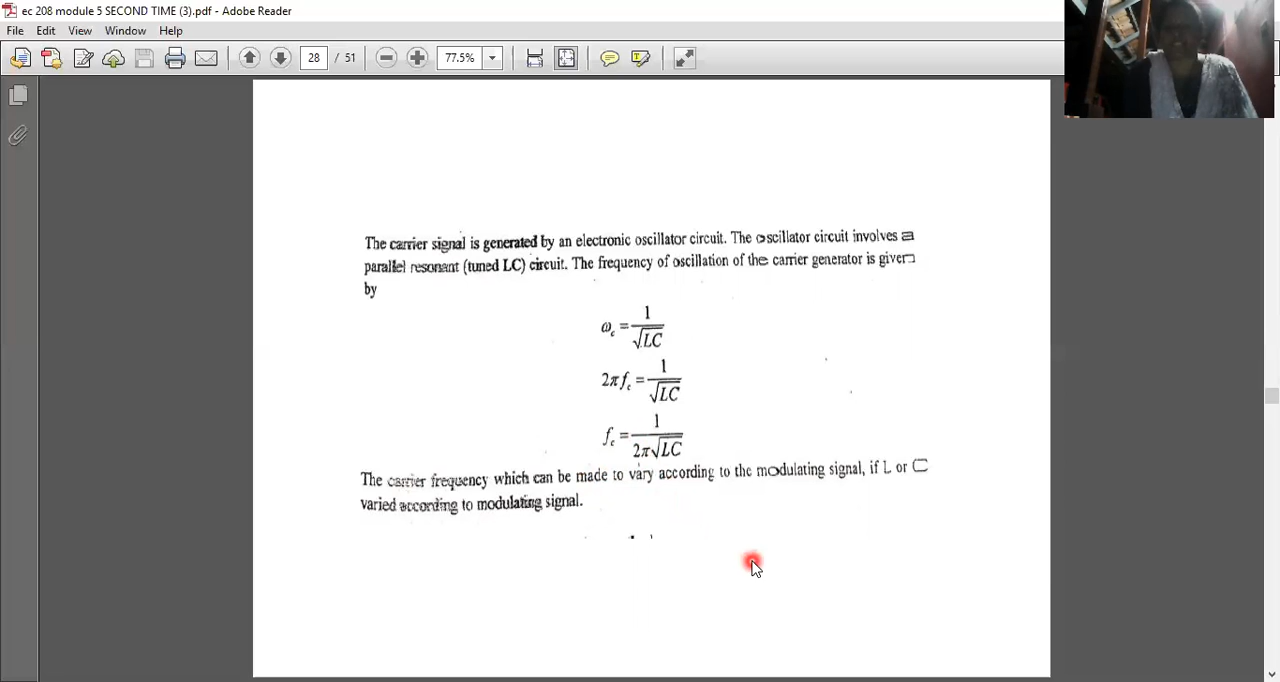 ec 208 module 5 SECOND TIME (3).pdf - Adobe Reader
File Edit View Window Help
28 / 51 77.5%
The carrier signal is generated by an electronic oscillator circuit. The oscillator circuit involves a
parallel resonant (tuned LC) circuit. The frequency of oscillation of the carrier generator is given
by
ω_c = 1/√LC
2πf_c = 1/√LC
f_c = 1/2π√LC
The carrier frequency which can be made to vary according to the modulating signal, if L or C
varied according to modulating signal.